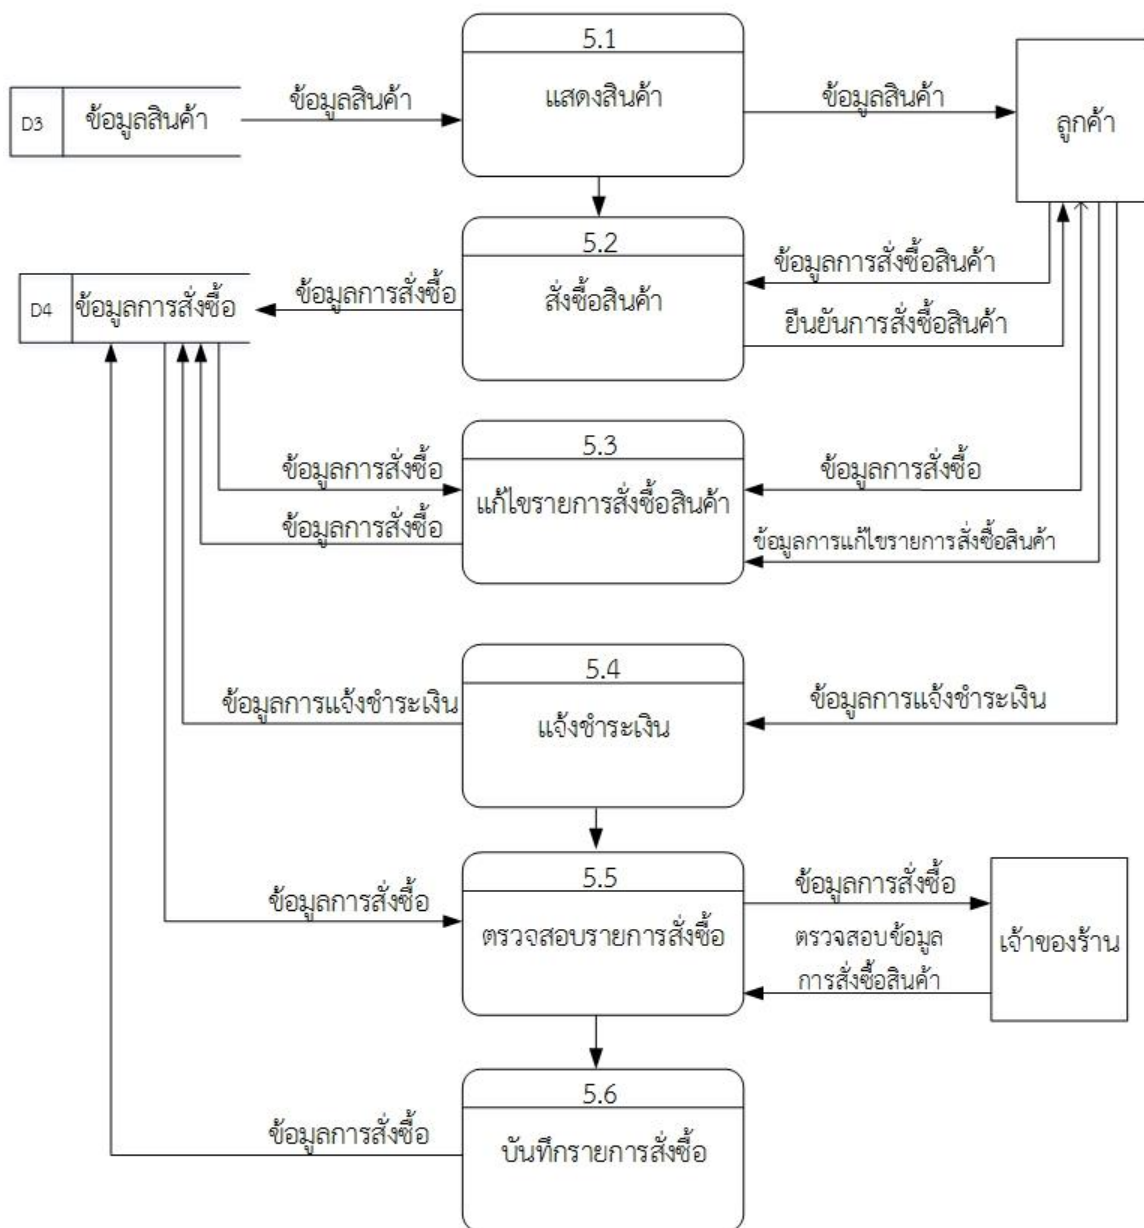 5.1
แสดงสินค้า
D3
ข้อมูลสินค้า
ข้อมูลสินค้า
ข้อมูลสินค้า
ลูกค้า
5.2
สั่งซื้อสินค้า
D4
ข้อมูลการสั่งซื้อ
ข้อมูลการสั่งซื้อ
ข้อมูลการสั่งซื้อสินค้า
ยืนยันการสั่งซื้อสินค้า
5.3
แก้ไขรายการสั่งซื้อสินค้า
ข้อมูลการสั่งซื้อ
ข้อมูลการสั่งซื้อ
ข้อมูลการสั่งซื้อ
ข้อมูลการแก้ไขรายการสั่งซื้อสินค้า
5.4
แจ้งชำระเงิน
ข้อมูลการแจ้งชำระเงิน
ข้อมูลการแจ้งชำระเงิน
5.5
ตรวจสอบรายการสั่งซื้อ
ข้อมูลการสั่งซื้อ
ข้อมูลการสั่งซื้อ
ตรวจสอบข้อมูล
การสั่งซื้อสินค้า
เจ้าของร้าน
5.6
บันทึกรายการสั่งซื้อ
ข้อมูลการสั่งซื้อ